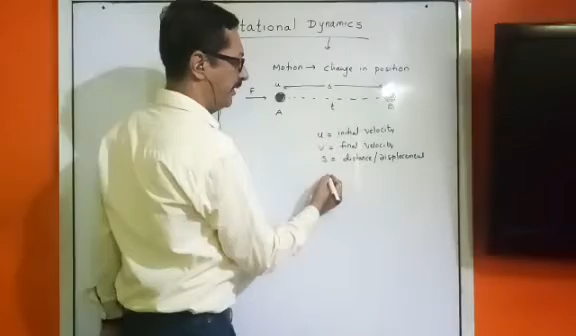 tational Dynamics
Motion → change in position
u s
F
t
A B
u = initial velocity
v = final velocity
s = distance/displacement